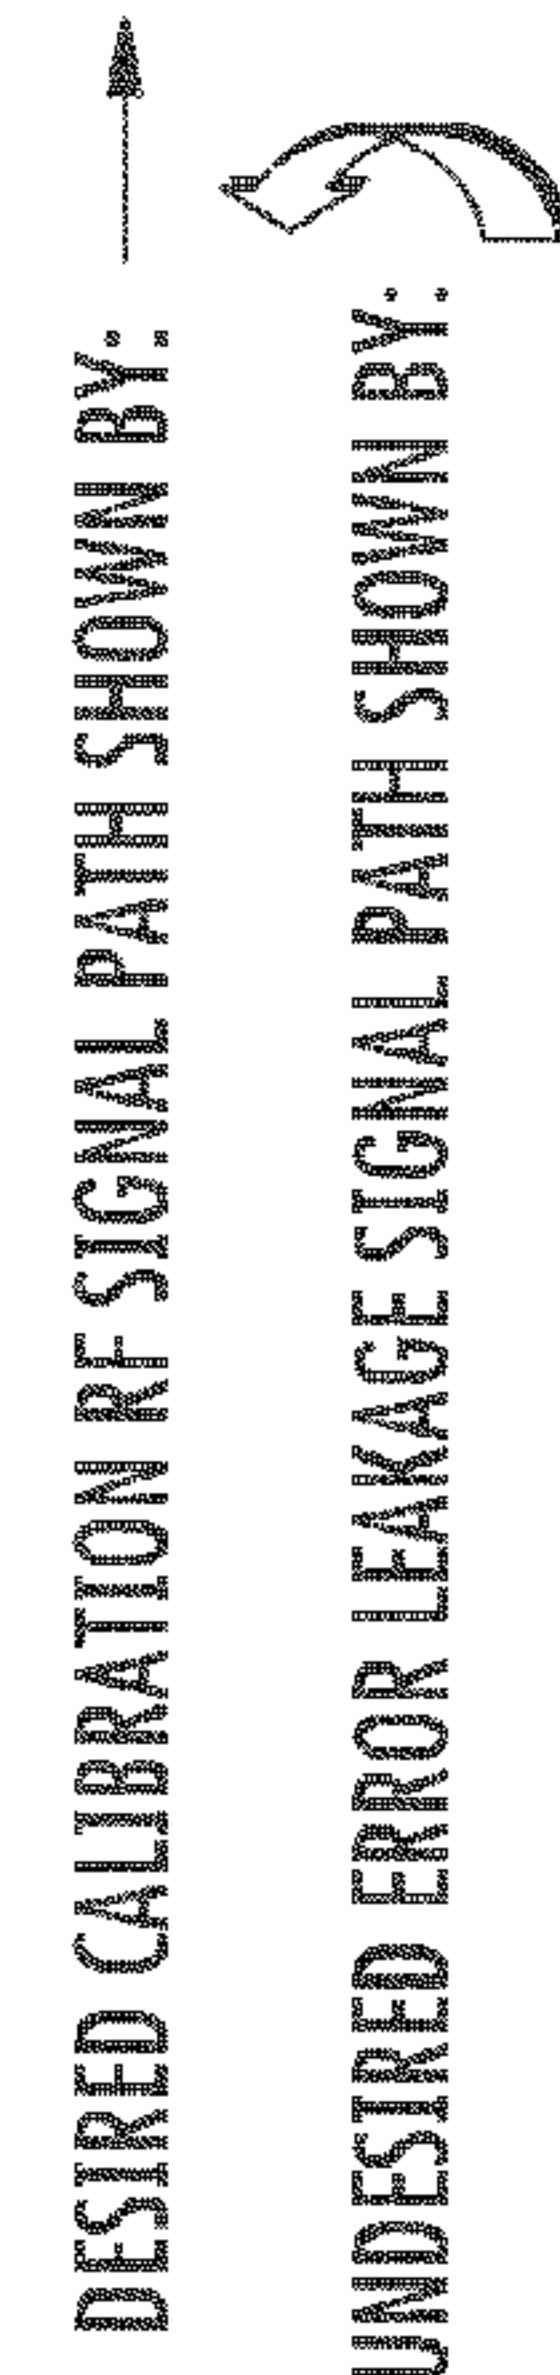 DESIRED CALIBRATION RF SIGNAL PATH SHOWN BY:
UNDESIRED ERROR LEAKAGE SIGNAL PATH SHOWN BY: